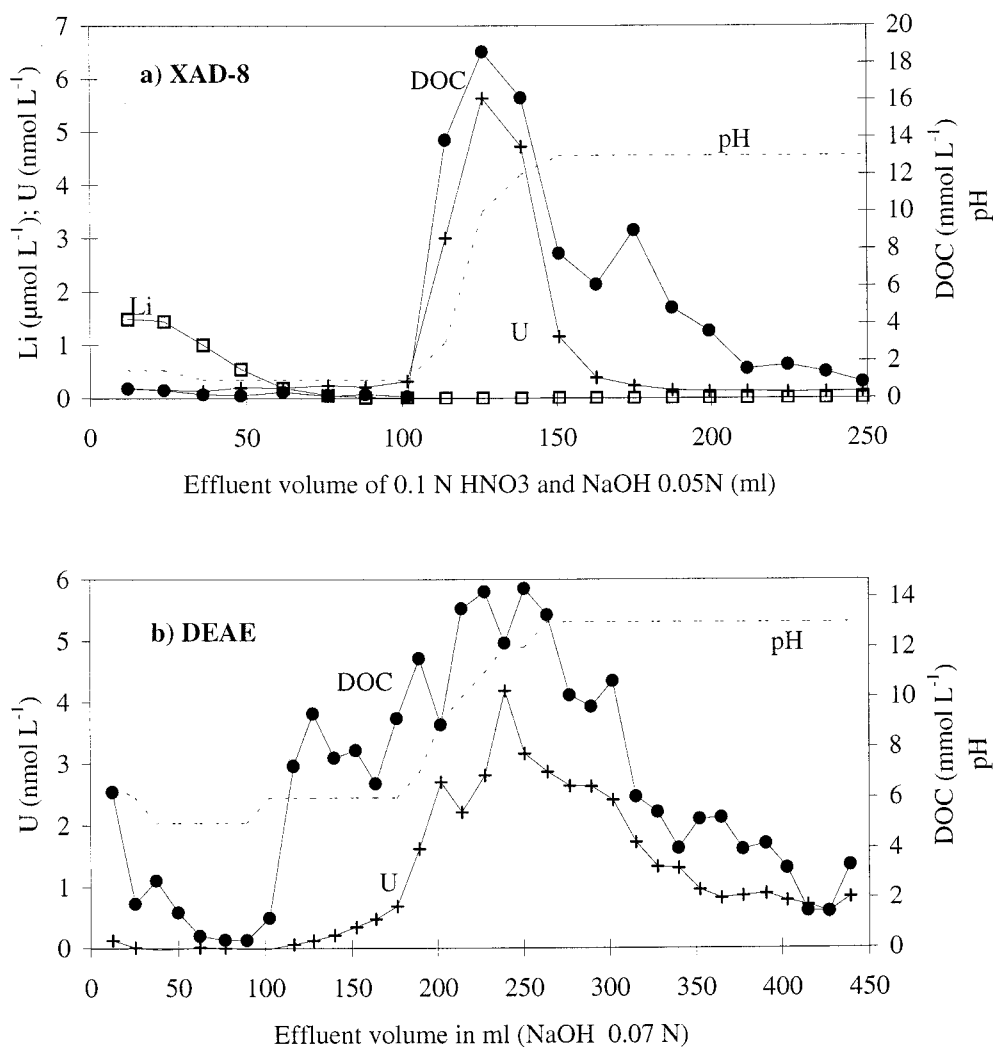 a) XAD-8
7
6
5
4
3
2
1
0
Li (µmol L⁻¹); U (nmol L⁻¹)
DOC
pH
Li
U
20
18
16
14
12
10
8
6
4
2
0
DOC (mmol L⁻¹)
pH
0
50
100
150
200
250
Effluent volume of 0.1 N HNO3 and NaOH 0.05N (ml)
b) DEAE
6
5
4
3
2
1
0
U (nmol L⁻¹)
DOC
pH
U
14
12
10
8
6
4
2
0
DOC (mmol L⁻¹)
pH
0
50
100
150
200
250
300
350
400
450
Effluent volume in ml (NaOH 0.07 N)